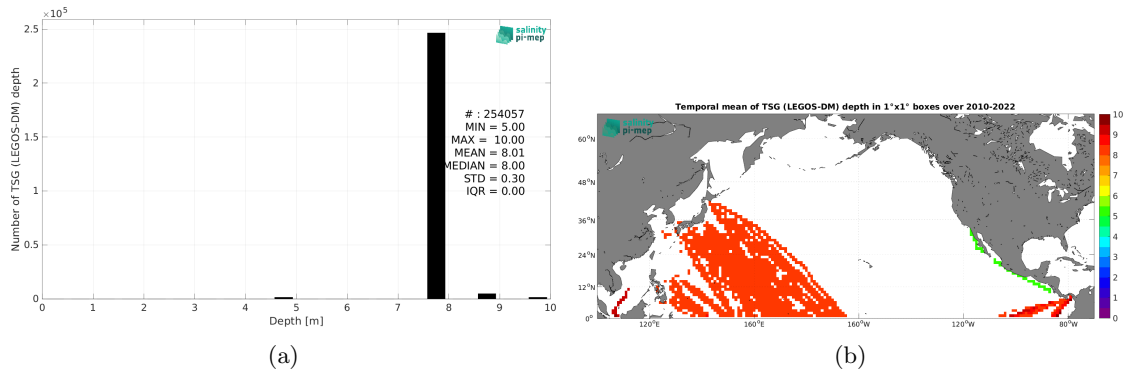 ×10⁵
2.5
2
1.5
1
0.5
0
Number of TSG (LEGOS-DM) depth
salinity
pi-mep
# : 254057
MIN = 5.00
MAX = 10.00
MEAN = 8.01
MEDIAN = 8.00
STD = 0.30
IQR = 0.00
0 1 2 3 4 5 6 7 8 9 10
Depth [m]
(a)
Temporal mean of TSG (LEGOS-DM) depth in 1°x1° boxes over 2010-2022
salinity
pi-mep
60°N
48°N
36°N
24°N
12°N
0°
120°E 160°E 160°W 120°W 80°W
10
9
8
7
6
5
4
3
2
1
0
(b)